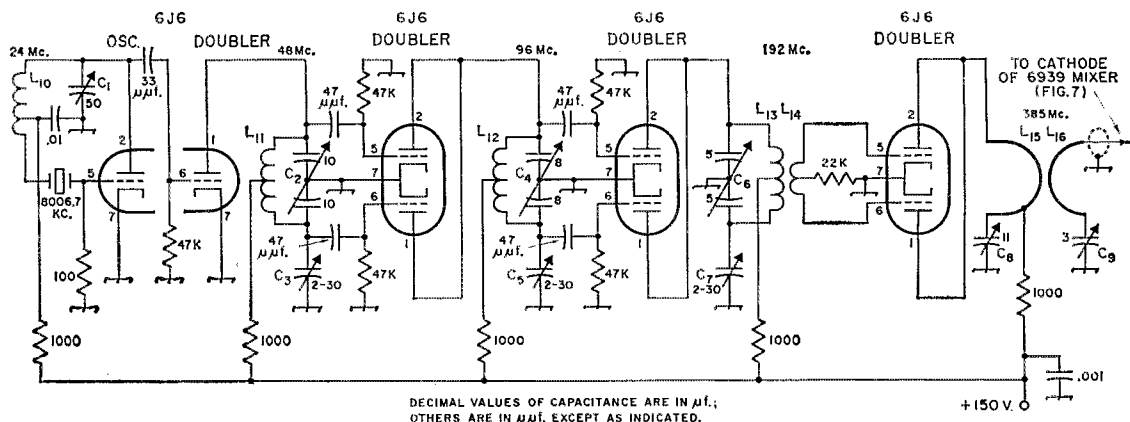 6J6
OSC.
DOUBLER
6J6
DOUBLER
6J6
DOUBLER
6J6
DOUBLER
24 Mc.
48 Mc.
96 Mc.
192 Mc.
385 Mc.
TO CATHODE
OF 6939 MIXER
(FIG.7)
L10
C1
50
.01
33
μμf.
2
5
7
8006.7
KC.
100
1000
1
6
7
47K
1000
L11
10
C2
10
47
μμf.
47
μμf.
C3
2-30
47K
47K
2
5
7
6
1
1000
L12
8
C4
8
47
μμf.
47
μμf.
C5
2-30
47K
47K
2
5
7
6
1
1000
L13 L14
5
C6
5
C7
2-30
22K
2
5
7
6
1
L15 L16
11
C8
3
C9
1000
.001
+150 V.
DECIMAL VALUES OF CAPACITANCE ARE IN μf.;
OTHERS ARE IN μμf. EXCEPT AS INDICATED.